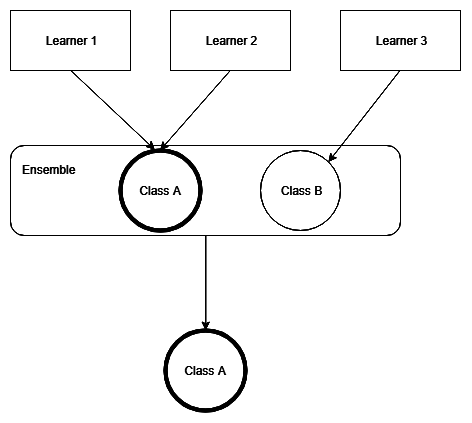 Learner 1
Learner 2
Learner 3
Ensemble
Class A
Class B
Class A